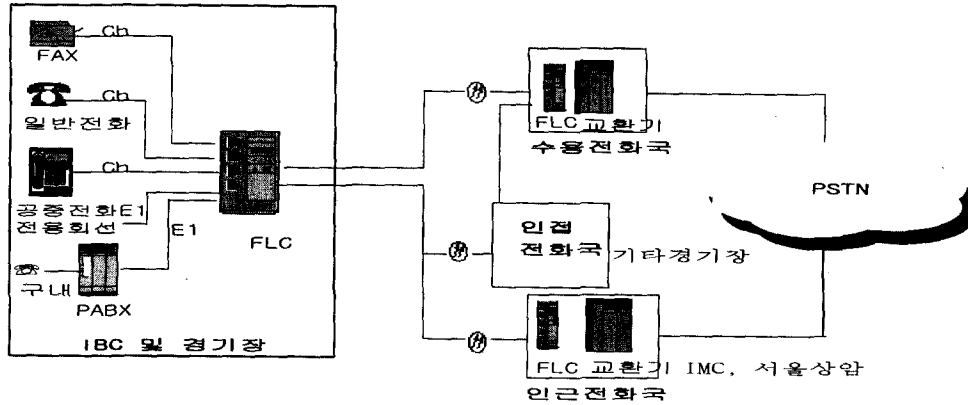 Ch
FAX
Ch
일반전화
Ch
공중전화E1
전용회선
E1
FLC
구내
PABX
IBC 및 경기장
FLC 교환기
수용전화국
인접
전화국
기타경기장
FLC 교환기 IMC, 서울상암
인근전화국
PSTN